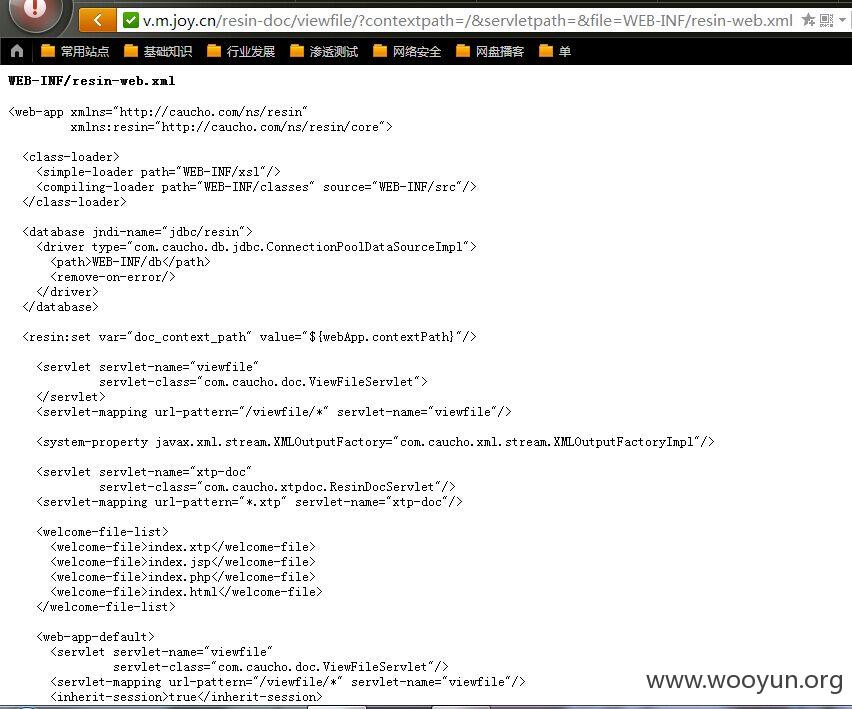 v.m.joy.cn/resin-doc/viewfile/?contextpath=/&servletpath=&file=WEB-INF/resin-web.xml
常用站点 基础知识 行业发展 渗透测试 网络安全 网盘播客 单
WEB-INF/resin-web.xml
<web-app xmlns="http://caucho.com/ns/resin"
xmlns:resin="http://caucho.com/ns/resin/core">
<class-loader>
<simple-loader path="WEB-INF/xsl"/>
<compiling-loader path="WEB-INF/classes" source="WEB-INF/src"/>
</class-loader>
<database jndi-name="jdbc/resin">
<driver type="com.caucho.db.jdbc.ConnectionPoolDataSourceImpl">
<path>WEB-INF/db</path>
<remove-on-error/>
</driver>
</database>
<resin:set var="doc_context_path" value="${webApp.contextPath}"/>
<servlet servlet-name="viewfile"
servlet-class="com.caucho.doc.ViewFileServlet">
</servlet>
<servlet-mapping url-pattern="/viewfile/*" servlet-name="viewfile"/>
<system-property javax.xml.stream.XMLOutputFactory="com.caucho.xml.stream.XMLOutputFactoryImpl"/>
<servlet servlet-name="xtp-doc"
servlet-class="com.caucho.xtpdoc.ResinDocServlet"/>
<servlet-mapping url-pattern="*.xtp" servlet-name="xtp-doc"/>
<welcome-file-list>
<welcome-file>index.xtp</welcome-file>
<welcome-file>index.jsp</welcome-file>
<welcome-file>index.php</welcome-file>
<welcome-file>index.html</welcome-file>
</welcome-file-list>
<web-app-default>
<servlet servlet-name="viewfile"
servlet-class="com.caucho.doc.ViewFileServlet"/>
<servlet-mapping url-pattern="/viewfile/*" servlet-name="viewfile"/>
<inherit-session>true</inherit-session>
www.wooyun.org